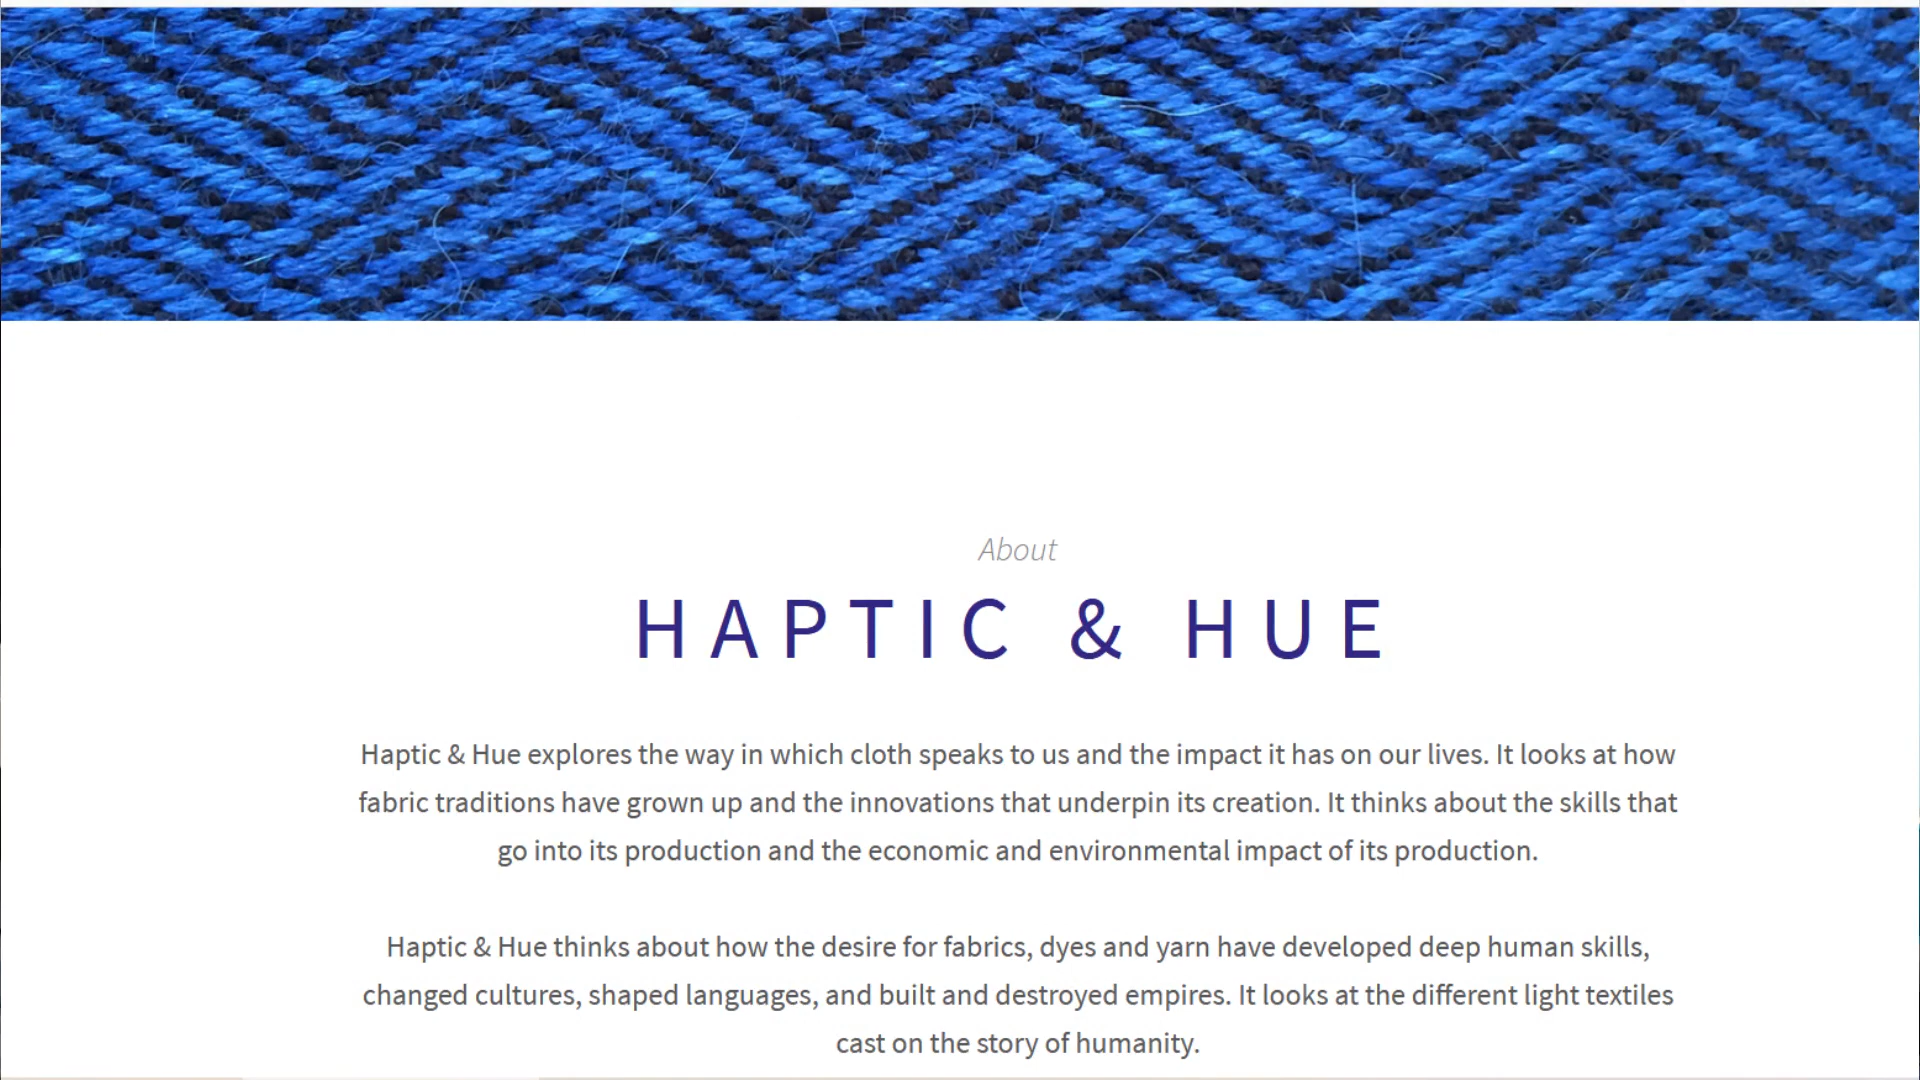 About
HAPTIC & HUE
Haptic & Hue explores the way in which cloth speaks to us and the impact it has on our lives. It looks at how
fabric traditions have grown up and the innovations that underpin its creation. It thinks about the skills that
go into its production and the economic and environmental impact of its production.
Haptic & Hue thinks about how the desire for fabrics, dyes and yarn have developed deep human skills,
changed cultures, shaped languages, and built and destroyed empires. It looks at the different light textiles
cast on the story of humanity.